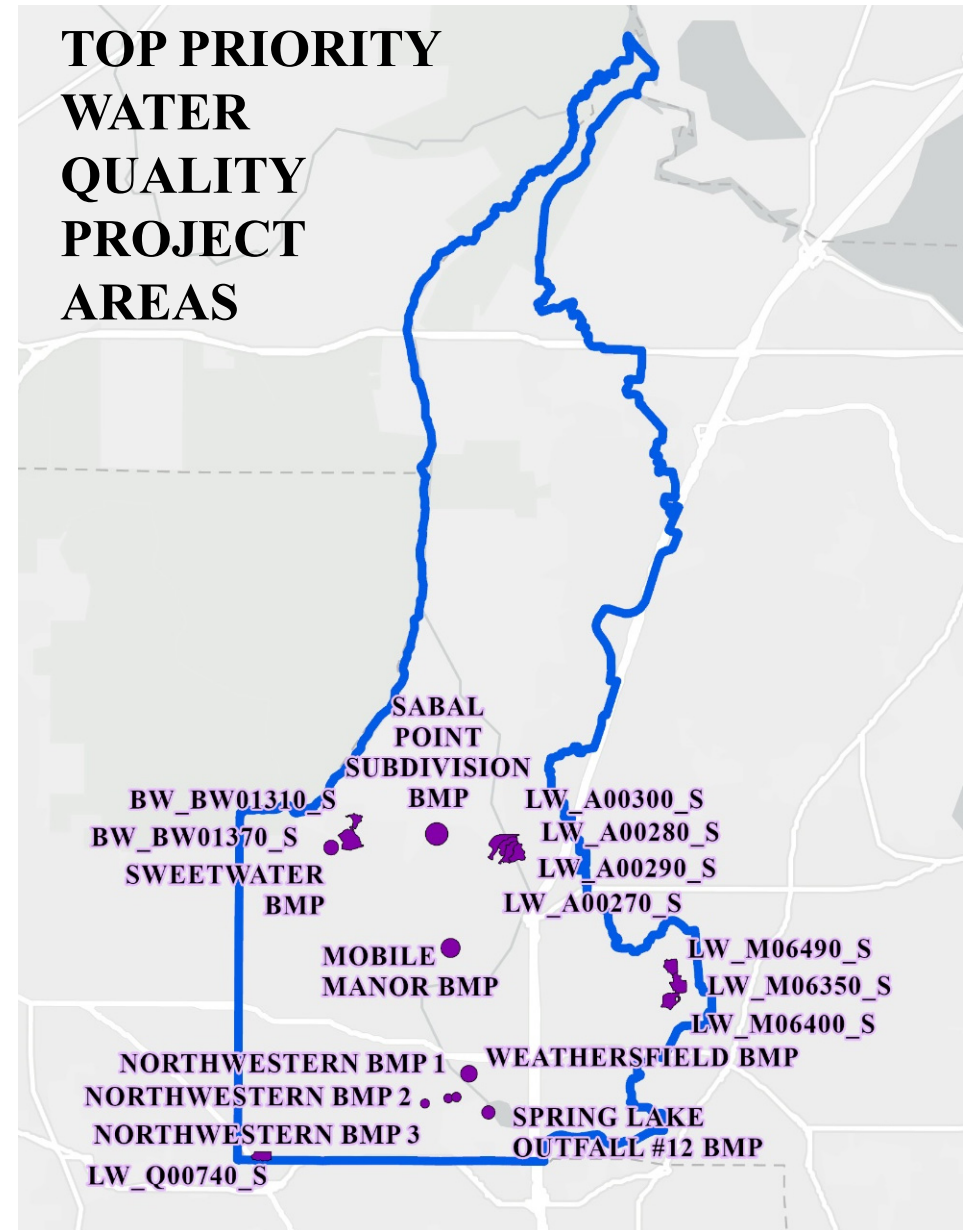 TOP PRIORITY
WATER
QUALITY
PROJECT
AREAS
SABAL
POINT
SUBDIVISION
BMP
BW_BW01310_S
BW_BW01370_S
SWEETWATER
BMP
LW_A00300_S
LW_A00280_S
LW_A00290_S
LW_A00270_S
MOBILE
MANOR BMP
LW_M06490_S
LW_M06350_S
LW_M06400_S
WEATHERSFIELD BMP
NORTHWESTERN BMP 1
NORTHWESTERN BMP 2
NORTHWESTERN BMP 3
SPRING LAKE
OUTFALL #12 BMP
LW_Q00740_S